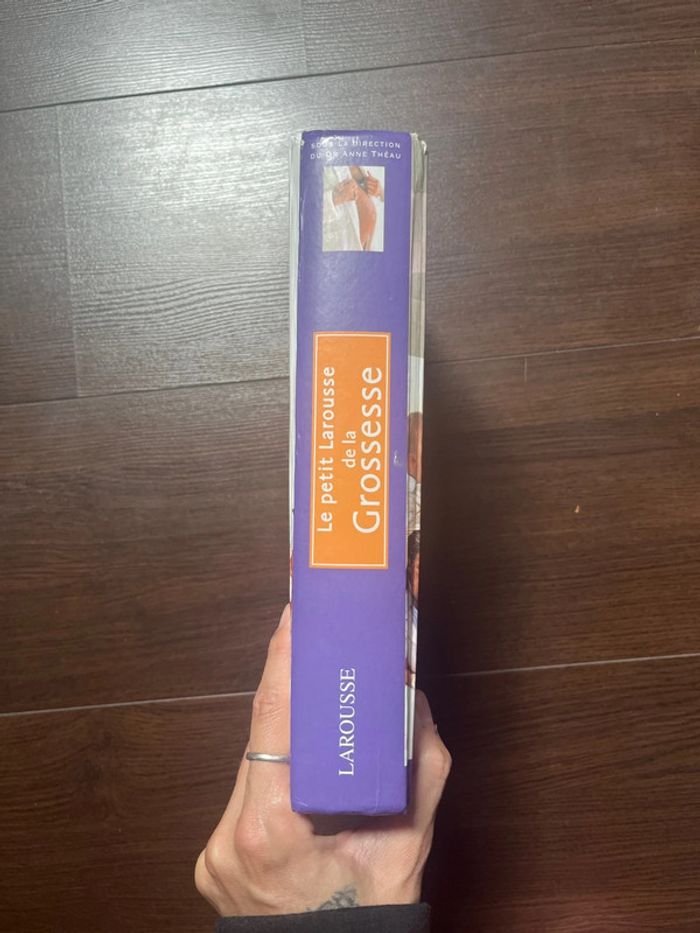 SOUS LA DIRECTION
DU DR ANNE THÉAU
Le petit Larousse
de la
Grossesse
LAROUSSE